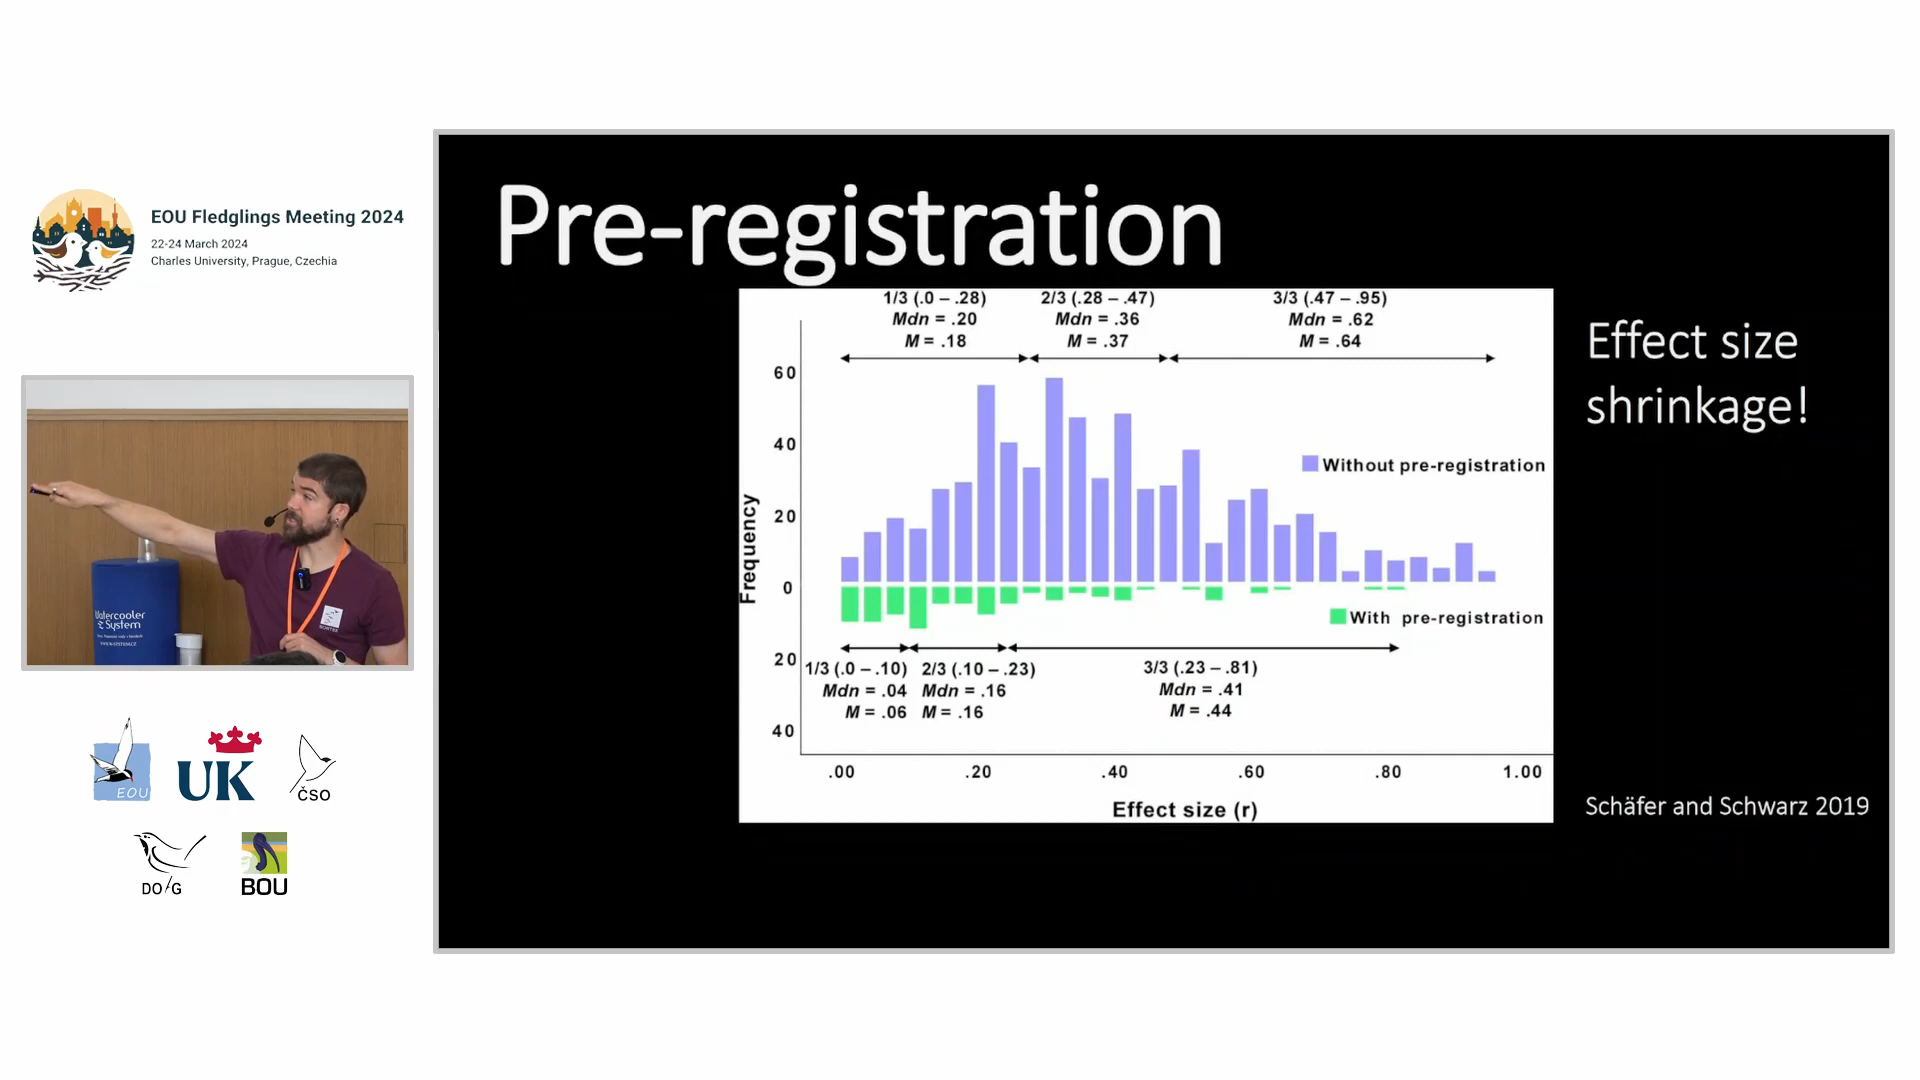 EOU Fledglings Meeting 2024
22-24 March 2024
Charles University, Prague, Czechia
Watercooler
System
EOU
UK
ČSO
DO/G
BOU
Pre-registration
1/3 (.0 – .28)
Mdn = .20
M = .18
2/3 (.28 – .47)
Mdn = .36
M = .37
3/3 (.47 – .95)
Mdn = .62
M = .64
60
40
20
0
20
40
Frequency
Without pre-registration
With pre-registration
1/3 (.0 – .10)
Mdn = .04
M = .06
2/3 (.10 – .23)
Mdn = .16
M = .16
3/3 (.23 – .81)
Mdn = .41
M = .44
.00 .20 .40 .60 .80 1.00
Effect size (r)
Effect size
shrinkage!
Schäfer and Schwarz 2019